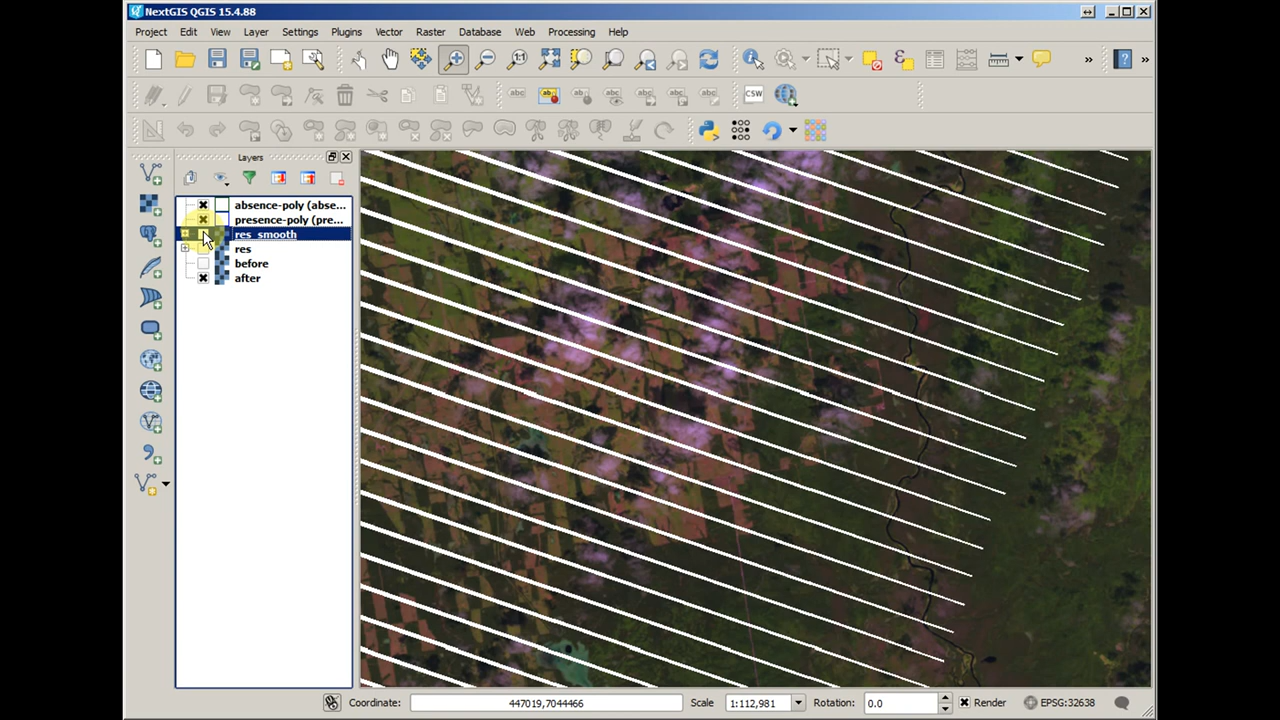 NextGIS QGIS 15.4.88
Project Edit View Layer Settings Plugins Vector Raster Database Web Processing Help
CSW
Layers
absence-poly (abse...
presence-poly (pre...
res_smooth
res
before
after
Coordinate: 447019,7044466 Scale 1:112,981 Rotation: 0.0 Render EPSG:32638